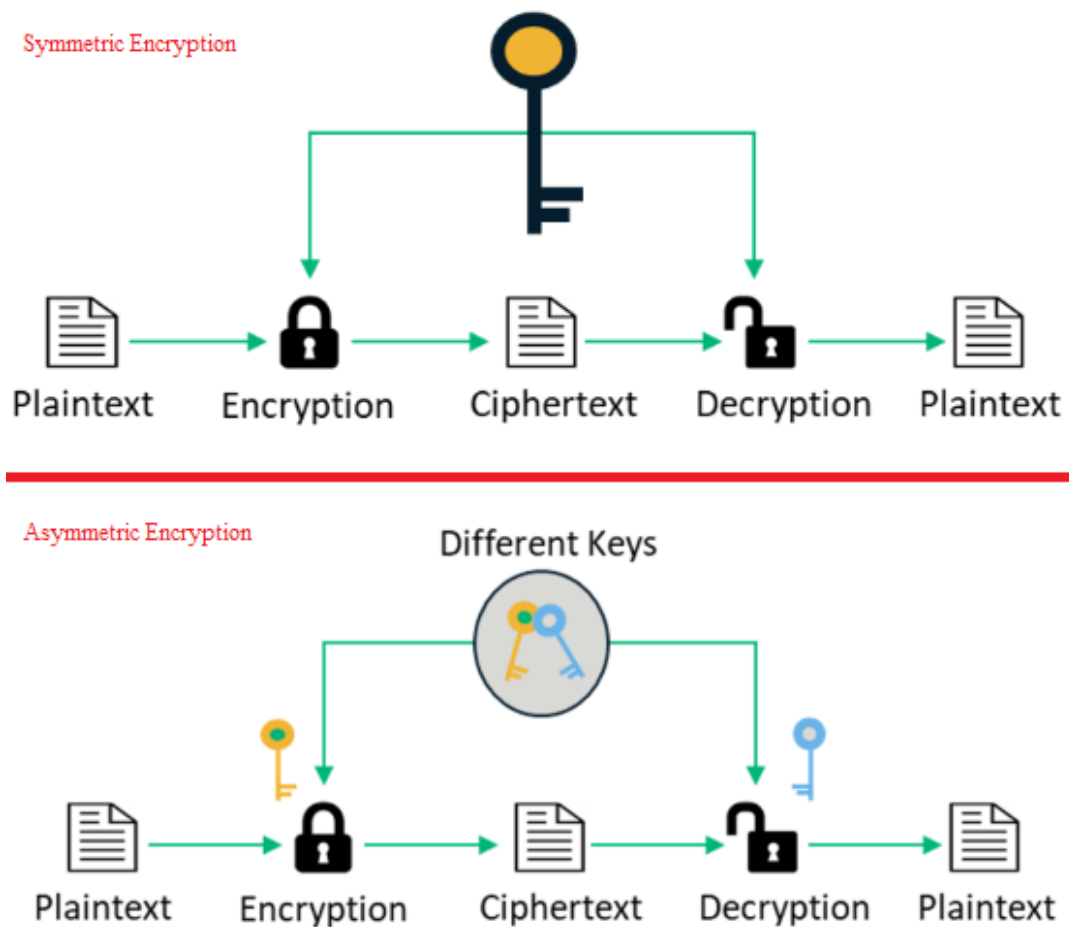 Symmetric Encryption
Plaintext Encryption Ciphertext Decryption Plaintext
Asymmetric Encryption
Different Keys
Plaintext Encryption Ciphertext Decryption Plaintext